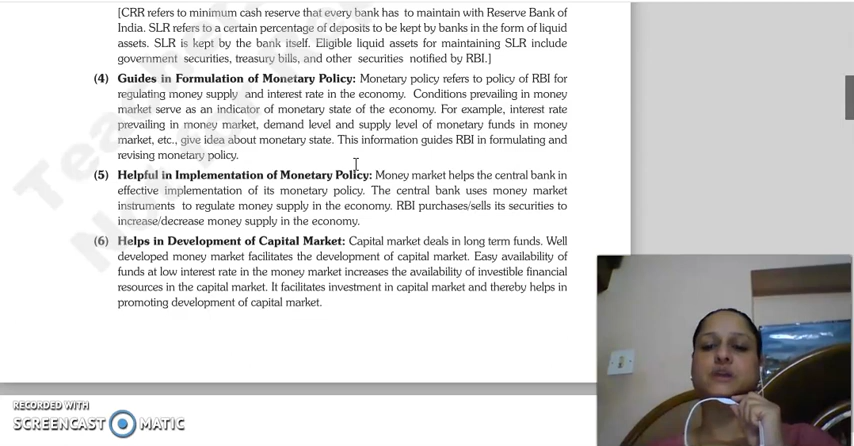 [CRR refers to minimum cash reserve that every bank has to maintain with Reserve Bank of
India. SLR refers to a certain percentage of deposits to be kept by banks in the form of liquid
assets. SLR is kept by the bank itself. Eligible liquid assets for maintaining SLR include
government securities, treasury bills, and other securities notified by RBI.]
(4) Guides in Formulation of Monetary Policy: Monetary policy refers to policy of RBI for
regulating money supply and interest rate in the economy. Conditions prevailing in money
market serve as an indicator of monetary state of the economy. For example, interest rate
prevailing in money market, demand level and supply level of monetary funds in money
market, etc., give idea about monetary state. This information guides RBI in formulating and
revising monetary policy.
(5) Helpful in Implementation of Monetary Policy: Money market helps the central bank in
effective implementation of its monetary policy. The central bank uses money market
instruments to regulate money supply in the economy. RBI purchases/sells its securities to
increase/decrease money supply in the economy.
(6) Helps in Development of Capital Market: Capital market deals in long term funds. Well
developed money market facilitates the development of capital market. Easy availability of
funds at low interest rate in the money market increases the availability of investible financial
resources in the capital market. It facilitates investment in capital market and thereby helps in
promoting development of capital market.
RECORDED WITH
SCREENCAST MATIC